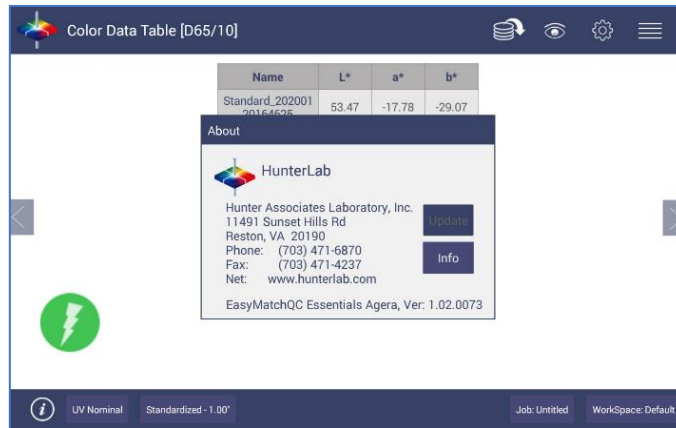 Color Data Table [D65/10]
Name L* a* b*
Standard_202001 53.47 -17.78 -29.07
20164625
About
HunterLab
Hunter Associates Laboratory, Inc.
11491 Sunset Hills Rd
Reston, VA 20190
Phone: (703) 471-6870
Fax: (703) 471-4237
Net: www.hunterlab.com
Update
Info
EasyMatchQC Essentials Agera, Ver: 1.02.0073
i UV Nominal Standardized - 1.00" Job: Untitled WorkSpace: Default